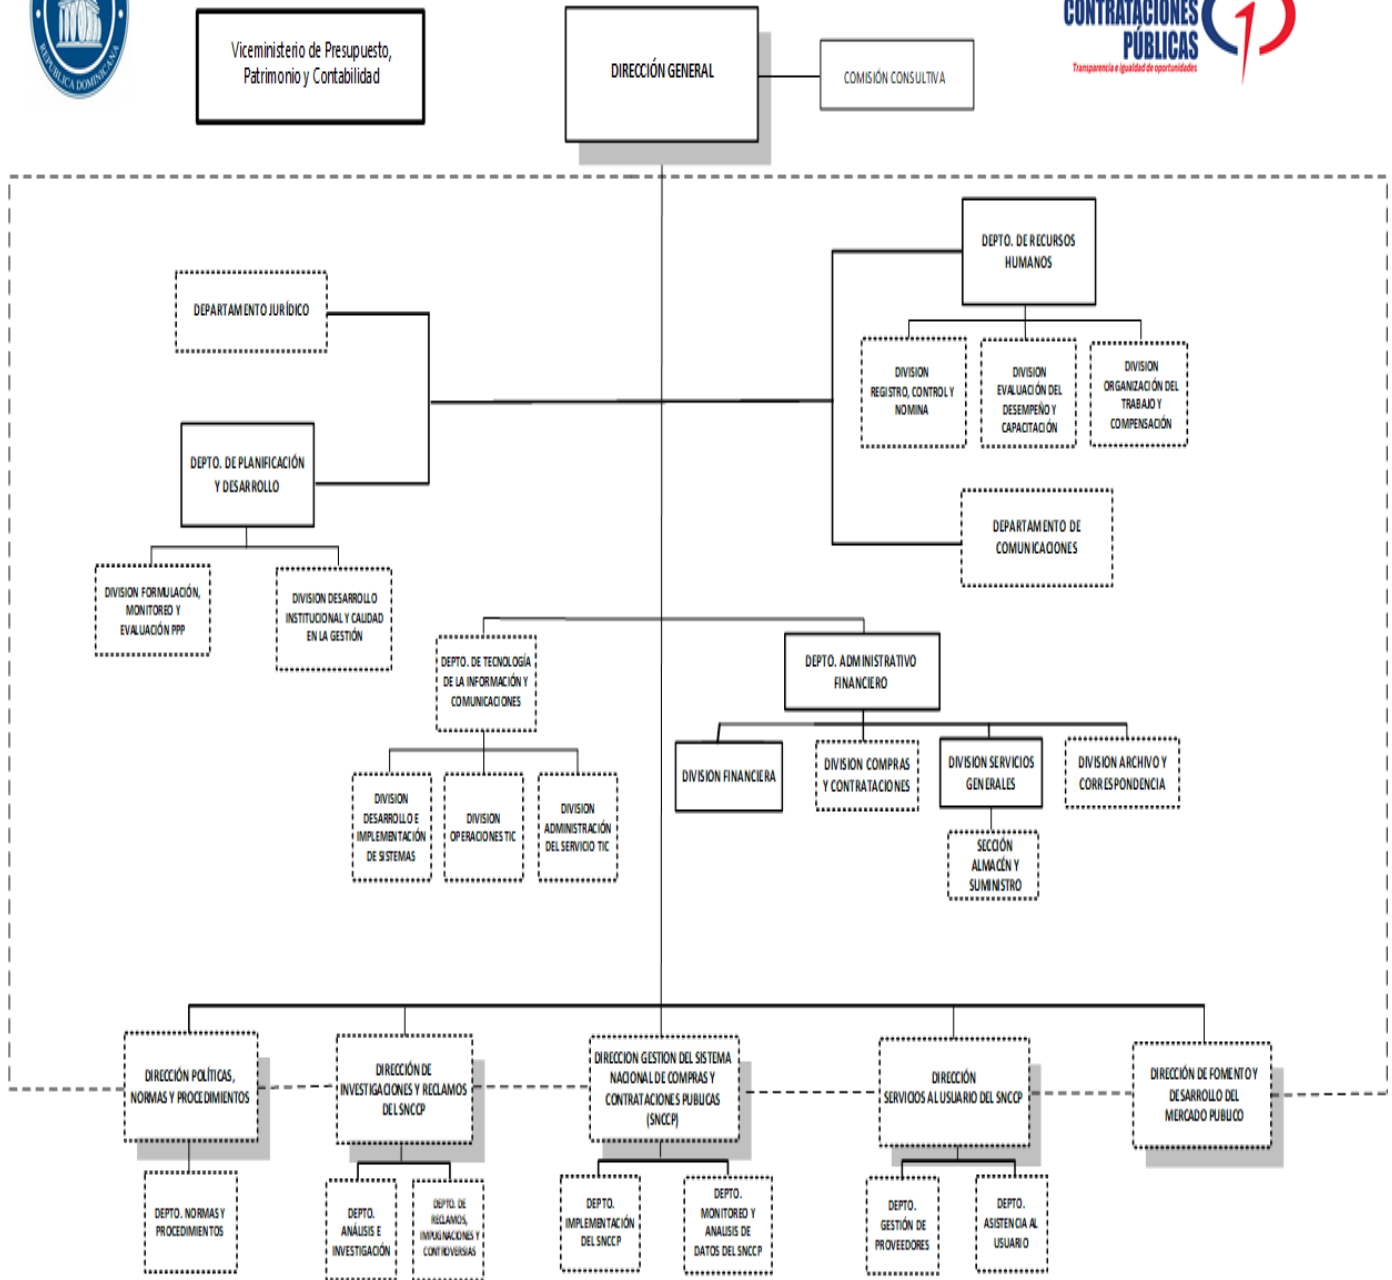 REPUBLICA DOMINICANA
Viceministerio de Presupuesto,
Patrimonio y Contabilidad
DIRECCIÓN GENERAL
COMISIÓN CONSULTIVA
CONTRATACIONES
PÚBLICAS
Transparencia e igualdad de oportunidades
DEPTO. DE RECURSOS
HUMANOS
DEPARTAMENTO JURÍDICO
DIVISION
REGISTRO, CONTROL Y
NOMINA
DIVISION
EVALUACIÓN DEL
DESEMPEÑO Y
CAPACITACIÓN
DIVISION
ORGANIZACIÓN DEL
TRABAJO Y
COMPENSACIÓN
DEPTO. DE PLANIFICACIÓN
Y DESARROLLO
DEPARTAMENTO DE
COMUNICACIONES
DIVISION FORMULACIÓN,
MONITOREO Y
EVALUACIÓN PPP
DIVISION DESARROLLO
INSTITUCIONAL Y CALIDAD
EN LA GESTIÓN
DEPTO. DE TECNOLOGÍA
DE LA INFORMACIÓN Y
COMUNICACIONES
DEPTO. ADMINISTRATIVO
FINANCIERO
DIVISION FINANCIERA
DIVISION COMPRAS
Y CONTRATACIONES
DIVISION SERVICIOS
GENERALES
DIVISION ARCHIVO Y
CORRESPONDENCIA
DIVISION
DESARROLLO E
IMPLEMENTACIÓN
DE SISTEMAS
DIVISION
OPERACIONES TIC
DIVISION
ADMINISTRACIÓN
DEL SERVICIO TIC
SECCIÓN
ALMACÉN Y
SUMINISTRO
DIRECCIÓN POLÍTICAS,
NORMAS Y PROCEDIMIENTOS
DIRECCIÓN DE
INVESTIGACIONES Y RECLAMOS
DEL SNCCP
DIRECCION GESTION DEL SISTEMA
NACIONAL DE COMPRAS Y
CONTRATACIONES PUBLICAS
(SNCCP)
DIRECCIÓN
SERVICIOS AL USUARIO DEL SNCCP
DIRECCIÓN DE FOMENTO Y
DESARROLLO DEL
MERCADO PUBLICO
DEPTO. NORMAS Y
PROCEDIMIENTOS
DEPTO.
ANÁLISIS E
INVESTIGACIÓN
DEPTO. DE
RECLAMOS,
IMPUGNACIONES Y
CONTROVERSIAS
DEPTO.
IMPLEMENTACIÓN
DEL SNCCP
DEPTO.
MONITOREO Y
ANALISIS DE
DATOS DEL SNCCP
DEPTO.
GESTIÓN DE
PROVEEDORES
DEPTO.
ASISTENCIA AL
USUARIO